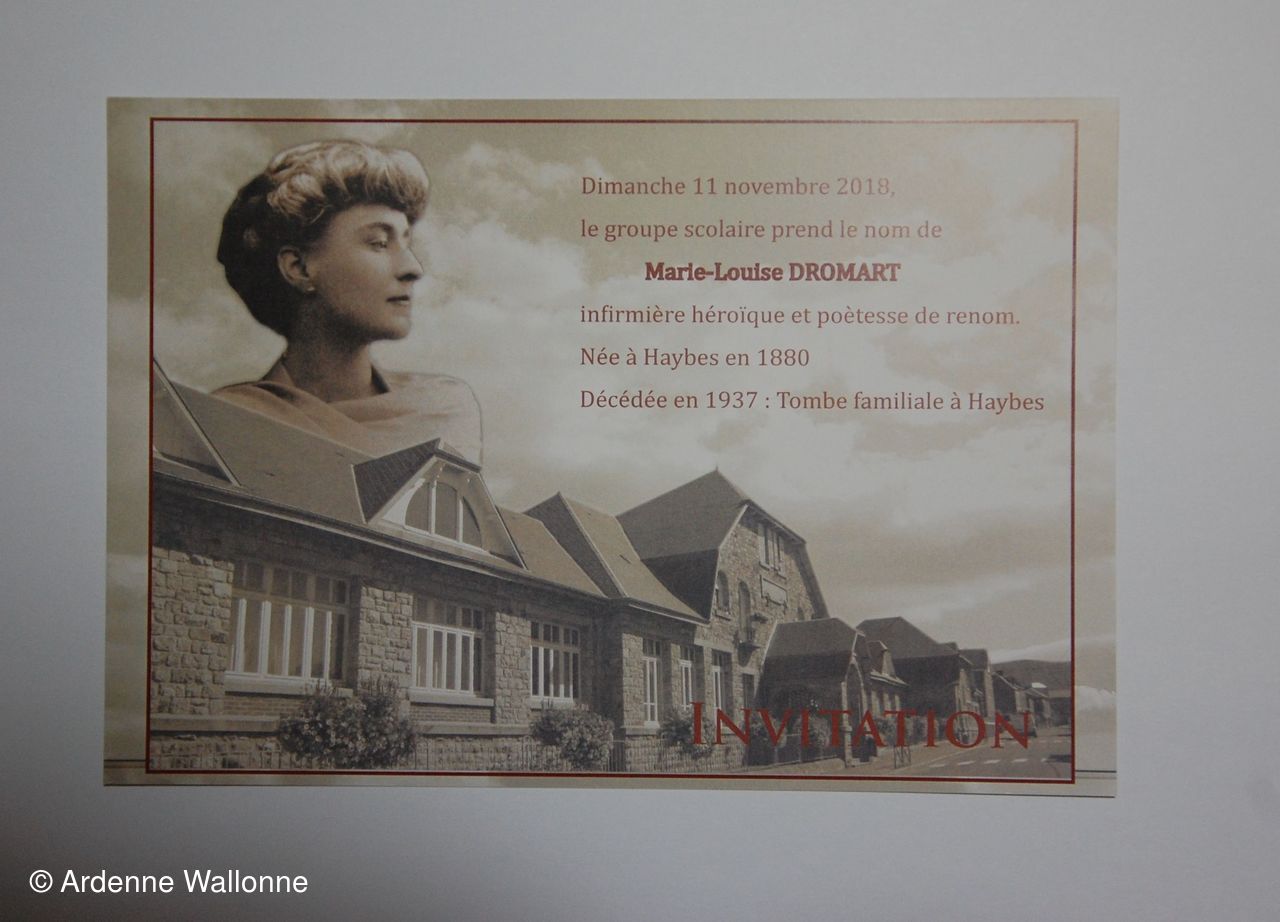 Dimanche 11 novembre 2018,
le groupe scolaire prend le nom de
Marie-Louise DROMART
infirmière héroïque et poètesse de renom.
Née à Haybes en 1880
Décédée en 1937 : Tombe familiale à Haybes
INVITATION
© Ardenne Wallonne